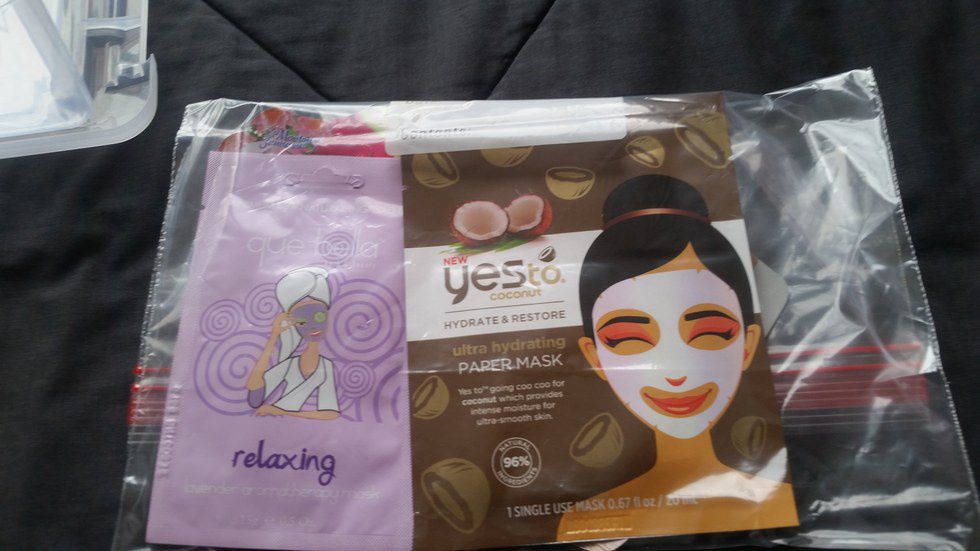 Contents:
que bella
relaxing
lavender aromatherapy mask
NEW
yesto.
coconut
HYDRATE & RESTORE
ultra hydrating
PAPER MASK
Yes to™ going coo coo for
coconut which provides
intense moisture for
ultra-smooth skin.
NATURAL
96%
INGREDIENTS
1 SINGLE USE MASK 0.67 fl oz / 20 mL